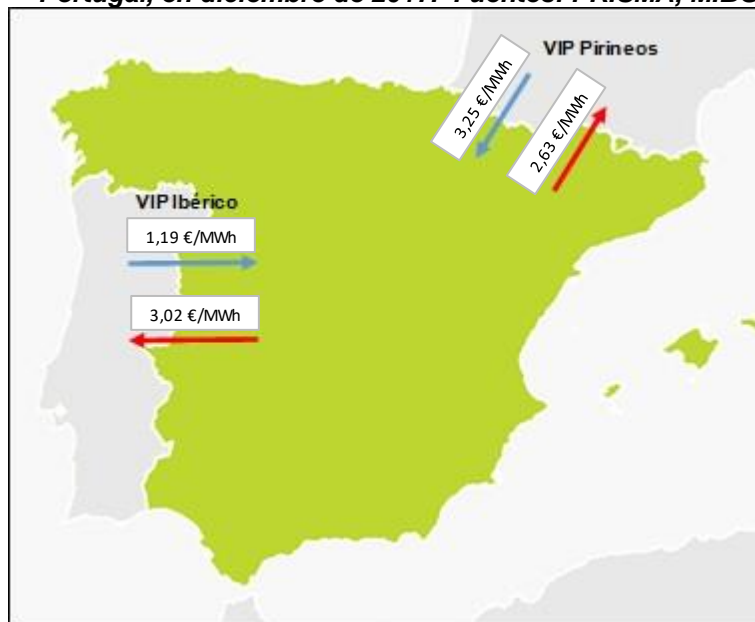 Portugal, en diciembre de 2017. Fuentes: PRISMA,
VIP Pirineos
3,25 €/MWh
2,63 €/MWh
VIP Ibérico
1,19 €/MWh
3,02 €/MWh